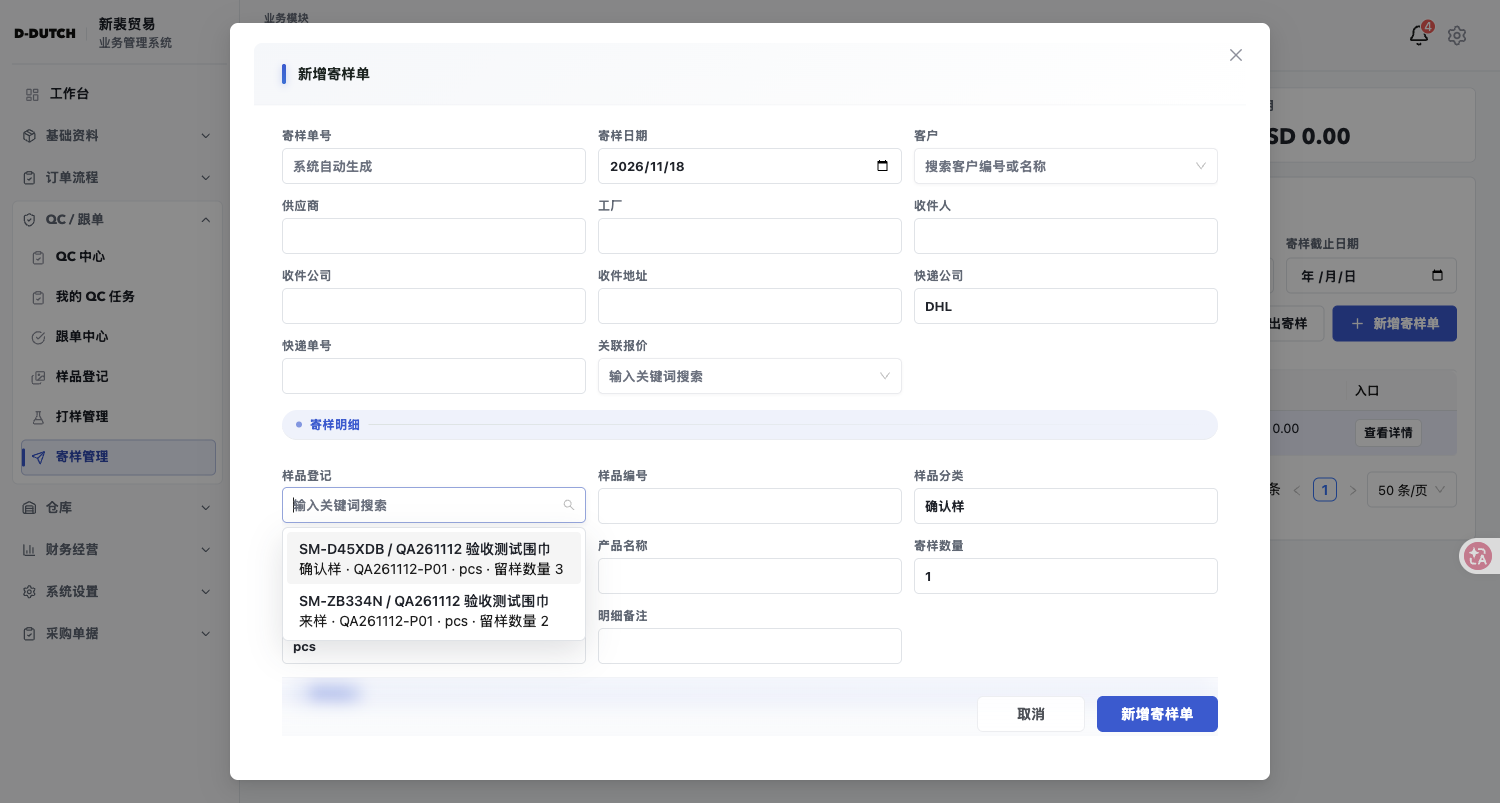 D-DUTCH
新裴贸易
业务管理系统
工作台
基础资料
订单流程
QC / 跟单
QC 中心
我的 QC 任务
跟单中心
样品登记
打样管理
寄样管理
仓库
财务经营
系统设置
采购单据
业务模块
4
新增寄样单
寄样单号
寄样日期
客户
系统自动生成
2026/11/18
搜索客户编号或名称
供应商
工厂
收件人
收件公司
收件地址
快递公司
DHL
快递单号
关联报价
输入关键词搜索
寄样明细
样品登记
样品编号
样品分类
输入关键词搜索
确认样
SM-D45XDB / QA261112 验收测试围巾
确认样 · QA261112-P01 · pcs · 留样数量 3
SM-ZB334N / QA261112 验收测试围巾
来样 · QA261112-P01 · pcs · 留样数量 2
产品名称
寄样数量
1
明细备注
pcs
取消
新增寄样单
SD 0.00
寄样截止日期
年 /月/日
出寄样
新增寄样单
入口
0.00
查看详情
条
1
50 条/页